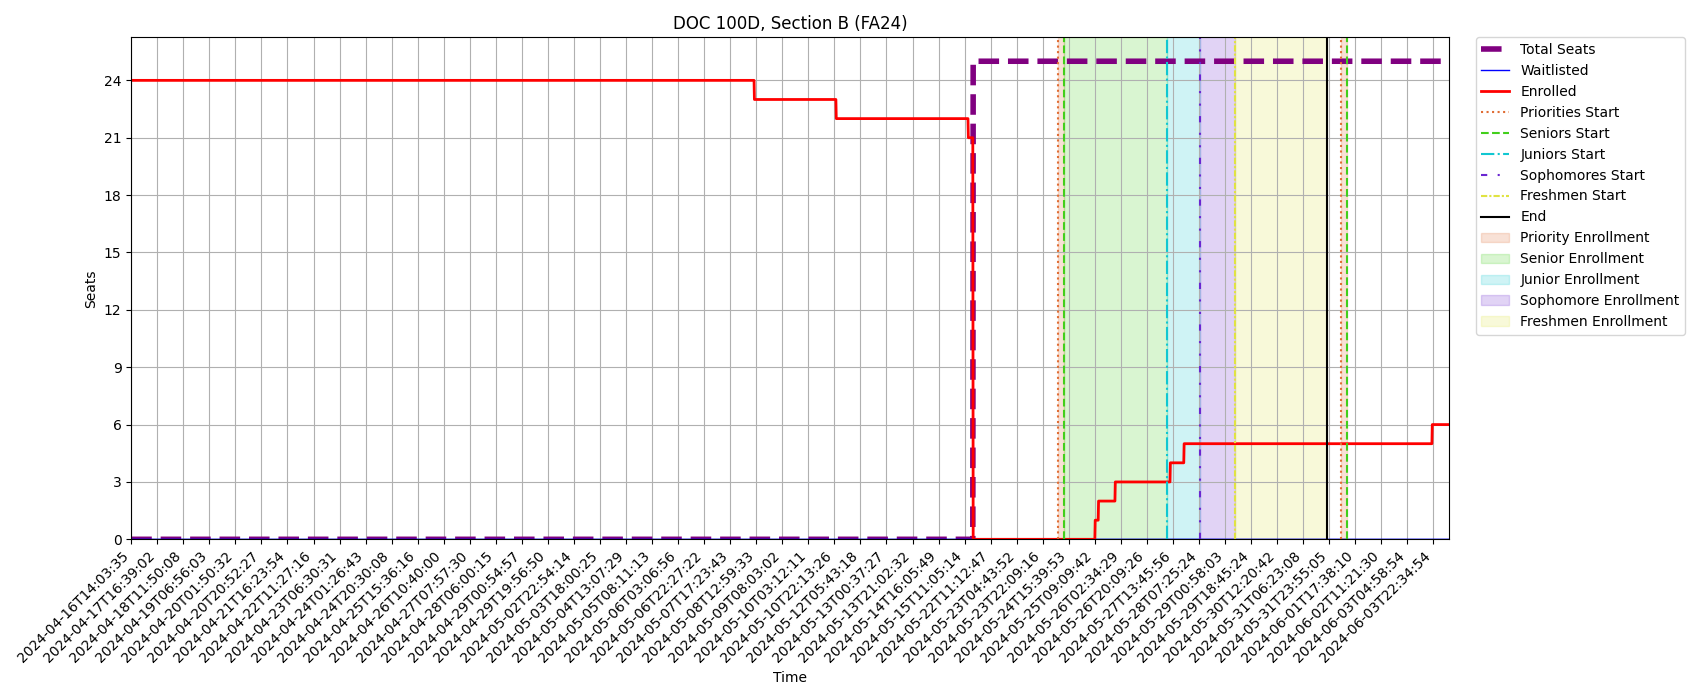 DOC 100D, Section B (FA24)
Total Seats
Waitlisted
Enrolled
Priorities Start
Seniors Start
Juniors Start
Sophomores Start
Freshmen Start
End
Priority Enrollment
Senior Enrollment
Junior Enrollment
Sophomore Enrollment
Freshmen Enrollment
Seats
24
21
18
15
12
9
6
3
0
2024-04-16T14:03:35
2024-04-17T16:39:02
2024-04-18T11:50:08
2024-04-19T06:56:03
2024-04-20T01:50:32
2024-04-20T20:52:27
2024-04-21T16:23:54
2024-04-22T11:27:16
2024-04-23T06:30:31
2024-04-24T01:26:43
2024-04-24T20:30:08
2024-04-25T15:36:16
2024-04-26T10:40:00
2024-04-27T07:57:30
2024-04-28T06:00:15
2024-04-29T00:54:57
2024-04-29T19:56:50
2024-05-02T22:54:14
2024-05-03T18:00:25
2024-05-04T13:07:29
2024-05-05T08:11:13
2024-05-06T03:06:56
2024-05-06T22:27:22
2024-05-07T17:23:43
2024-05-08T12:59:33
2024-05-09T08:03:02
2024-05-10T03:12:11
2024-05-10T22:13:26
2024-05-12T05:43:18
2024-05-13T00:37:27
2024-05-13T21:02:32
2024-05-14T16:05:49
2024-05-15T11:05:14
2024-05-22T11:12:47
2024-05-23T04:43:52
2024-05-23T22:09:16
2024-05-24T15:39:53
2024-05-25T09:09:42
2024-05-26T02:34:29
2024-05-26T20:09:26
2024-05-27T13:45:56
2024-05-28T07:25:24
2024-05-29T00:58:03
2024-05-29T18:45:24
2024-05-30T12:20:42
2024-05-31T06:23:08
2024-05-31T23:55:05
2024-06-01T17:38:10
2024-06-02T11:21:30
2024-06-03T04:58:54
2024-06-03T22:34:54
Time